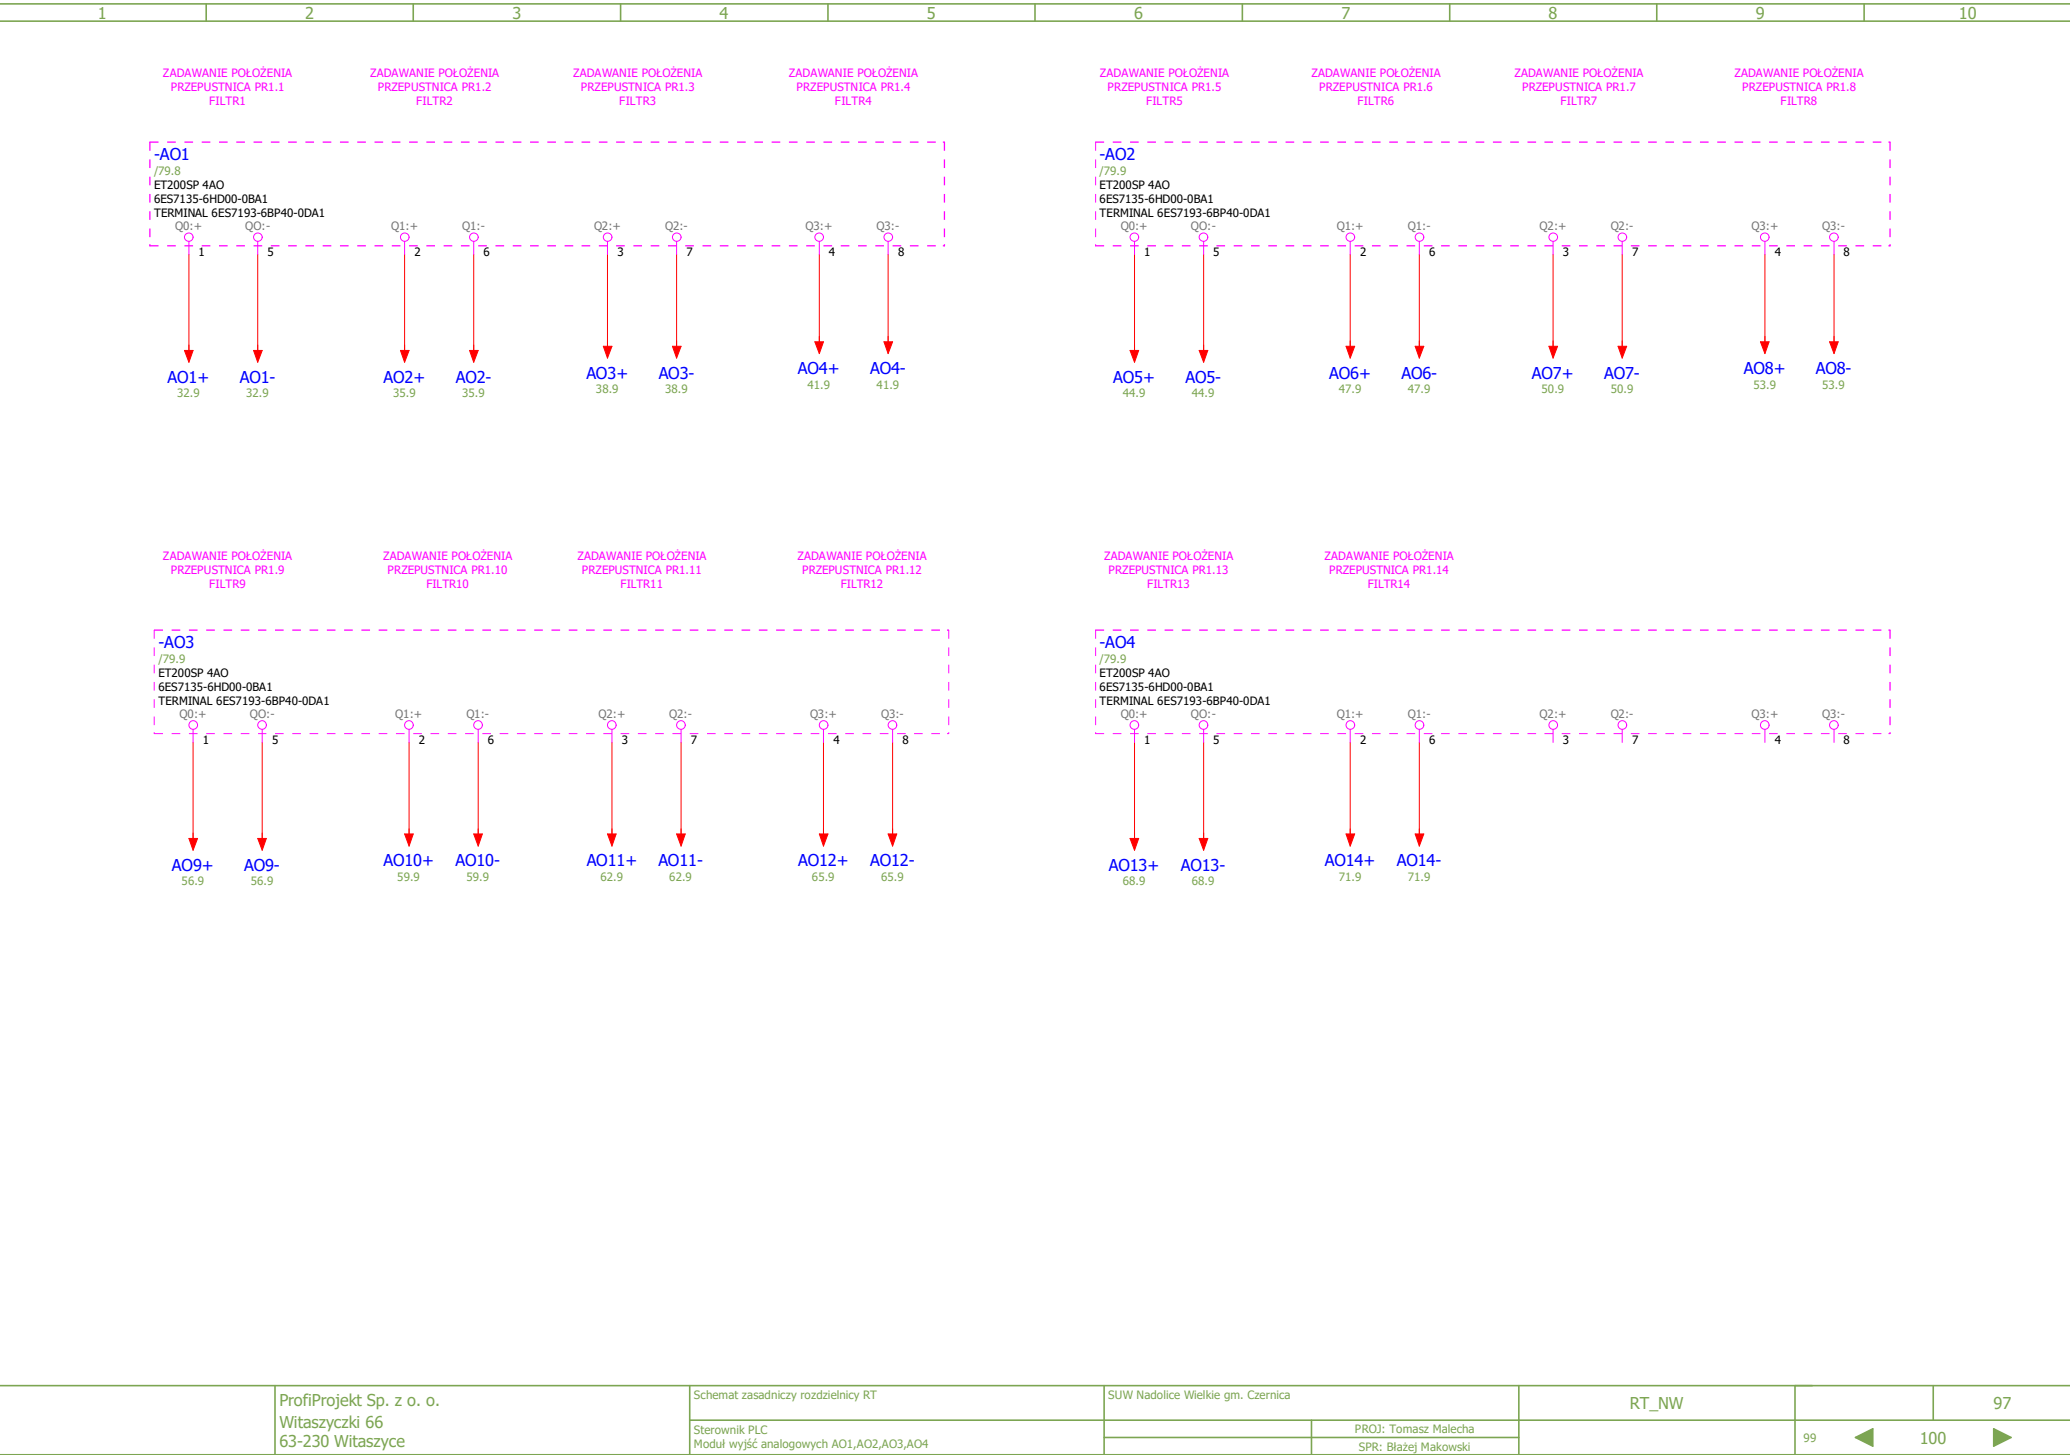 1 2 3 4 5 6 7 8 9 10
ZADAWANIE POŁOŻENIA
PRZEPUSTNICA PR1.1
FILTR1
ZADAWANIE POŁOŻENIA
PRZEPUSTNICA PR1.2
FILTR2
ZADAWANIE POŁOŻENIA
PRZEPUSTNICA PR1.3
FILTR3
ZADAWANIE POŁOŻENIA
PRZEPUSTNICA PR1.4
FILTR4
ZADAWANIE POŁOŻENIA
PRZEPUSTNICA PR1.5
FILTR5
ZADAWANIE POŁOŻENIA
PRZEPUSTNICA PR1.6
FILTR6
ZADAWANIE POŁOŻENIA
PRZEPUSTNICA PR1.7
FILTR7
ZADAWANIE POŁOŻENIA
PRZEPUSTNICA PR1.8
FILTR8
-AO1
/79.8
ET200SP 4AO
6ES7135-6HD00-0BA1
TERMINAL 6ES7193-6BP40-0DA1
Q0:+ QO:- Q1:+ Q1:- Q2:+ Q2:- Q3:+ Q3:-
1 5 2 6 3 7 4 8
AO1+ AO1- AO2+ AO2- AO3+ AO3- AO4+ AO4-
32.9 32.9 35.9 35.9 38.9 38.9 41.9 41.9
-AO2
/79.9
ET200SP 4AO
6ES7135-6HD00-0BA1
TERMINAL 6ES7193-6BP40-0DA1
Q0:+ QO:- Q1:+ Q1:- Q2:+ Q2:- Q3:+ Q3:-
1 5 2 6 3 7 4 8
AO5+ AO5- AO6+ AO6- AO7+ AO7- AO8+ AO8-
44.9 44.9 47.9 47.9 50.9 50.9 53.9 53.9
ZADAWANIE POŁOŻENIA
PRZEPUSTNICA PR1.9
FILTR9
ZADAWANIE POŁOŻENIA
PRZEPUSTNICA PR1.10
FILTR10
ZADAWANIE POŁOŻENIA
PRZEPUSTNICA PR1.11
FILTR11
ZADAWANIE POŁOŻENIA
PRZEPUSTNICA PR1.12
FILTR12
ZADAWANIE POŁOŻENIA
PRZEPUSTNICA PR1.13
FILTR13
ZADAWANIE POŁOŻENIA
PRZEPUSTNICA PR1.14
FILTR14
-AO3
/79.9
ET200SP 4AO
6ES7135-6HD00-0BA1
TERMINAL 6ES7193-6BP40-0DA1
Q0:+ QO:- Q1:+ Q1:- Q2:+ Q2:- Q3:+ Q3:-
1 5 2 6 3 7 4 8
AO9+ AO9- AO10+ AO10- AO11+ AO11- AO12+ AO12-
56.9 56.9 59.9 59.9 62.9 62.9 65.9 65.9
-AO4
/79.9
ET200SP 4AO
6ES7135-6HD00-0BA1
TERMINAL 6ES7193-6BP40-0DA1
Q0:+ QO:- Q1:+ Q1:- Q2:+ Q2:- Q3:+ Q3:-
1 5 2 6 3 7 4 8
AO13+ AO13- AO14+ AO14-
68.9 68.9 71.9 71.9
ProfiProjekt Sp. z o. o.
Witaszyczki 66
63-230 Witaszyce
Schemat zasadniczy rozdzielnicy RT
Sterownik PLC
Moduł wyjść analogowych AO1,AO2,AO3,AO4
SUW Nadolice Wielkie gm. Czernica
PROJ: Tomasz Malecha
SPR: Błażej Makowski
RT_NW
97
99 100